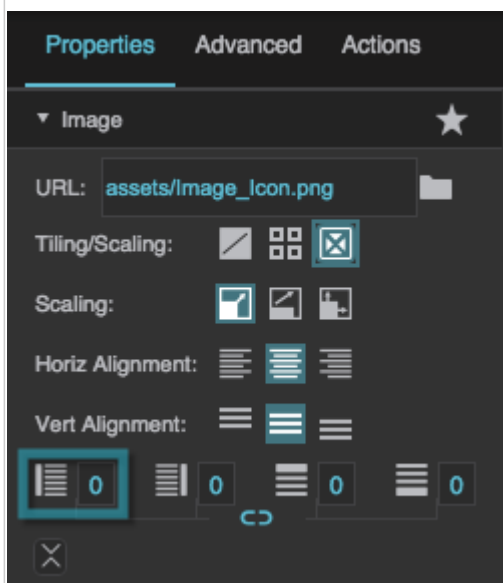 Properties Advanced Actions
Image
URL: assets/Image_Icon.png
Tiling/Scaling:
Scaling:
Horiz Alignment:
Vert Alignment:
0 0 0 0